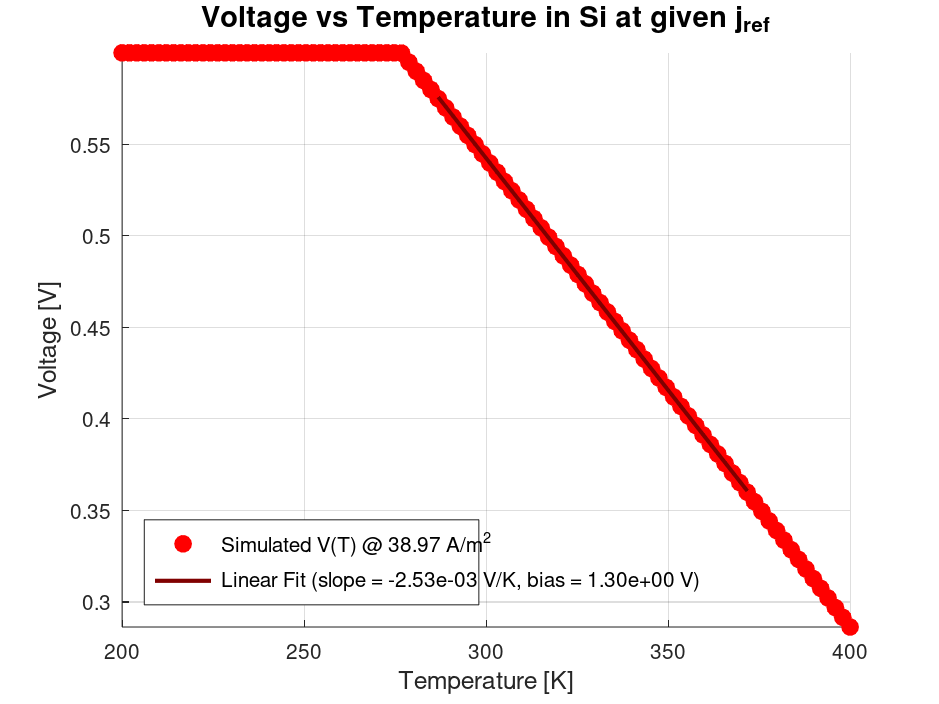 Voltage vs Temperature in Si at given jref
Voltage [V]
0.55
0.5
0.45
0.4
0.35
0.3
Simulated V(T) @ 38.97 A/m²
Linear Fit (slope = -2.53e-03 V/K, bias = 1.30e+00 V)
200 250 300 350 400
Temperature [K]